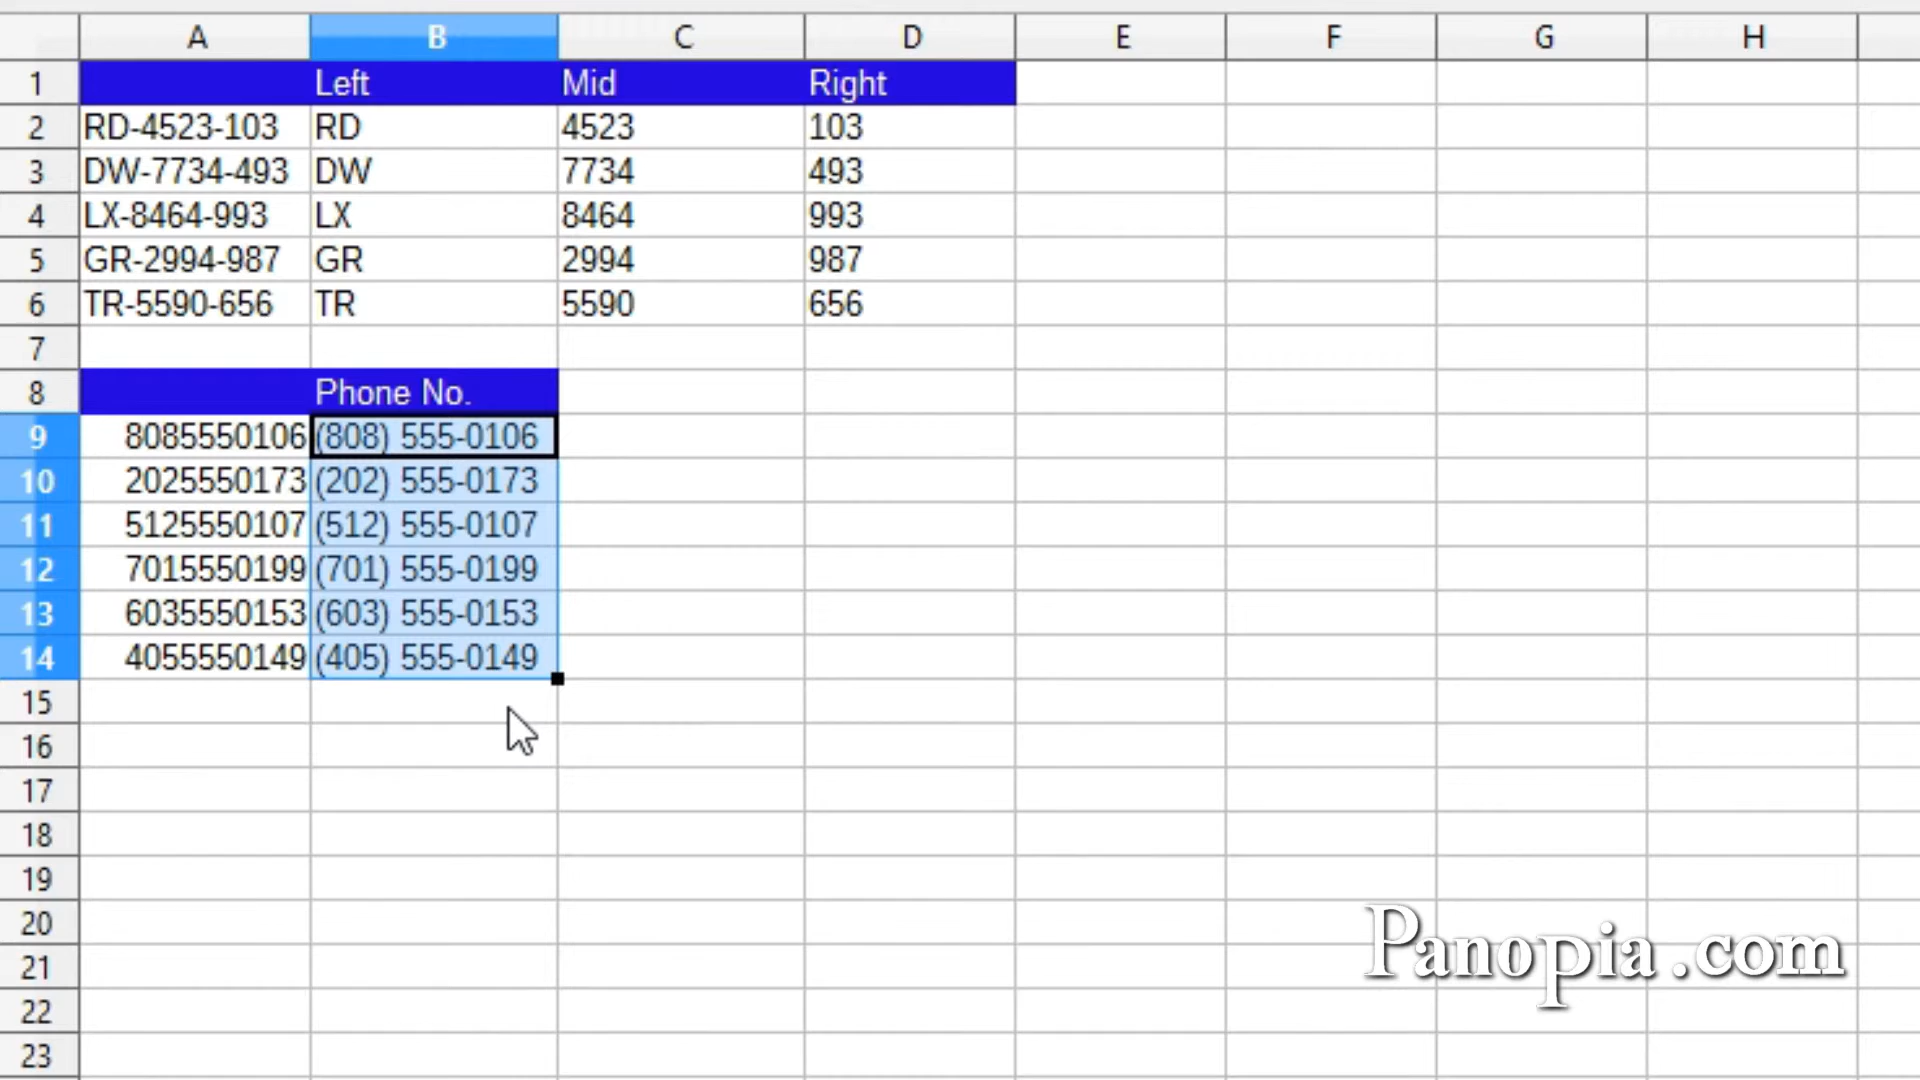 A B C D E F G H
1 Left Mid Right
2 RD-4523-103 RD 4523 103
3 DW-7734-493 DW 7734 493
4 LX-8464-993 LX 8464 993
5 GR-2994-987 GR 2994 987
6 TR-5590-656 TR 5590 656
7
8 Phone No.
9 8085550106 (808) 555-0106
10 2025550173 (202) 555-0173
11 5125550107 (512) 555-0107
12 7015550199 (701) 555-0199
13 6035550153 (603) 555-0153
14 4055550149 (405) 555-0149
15
16
17
18
19
20
21
22
23
Panopia.com